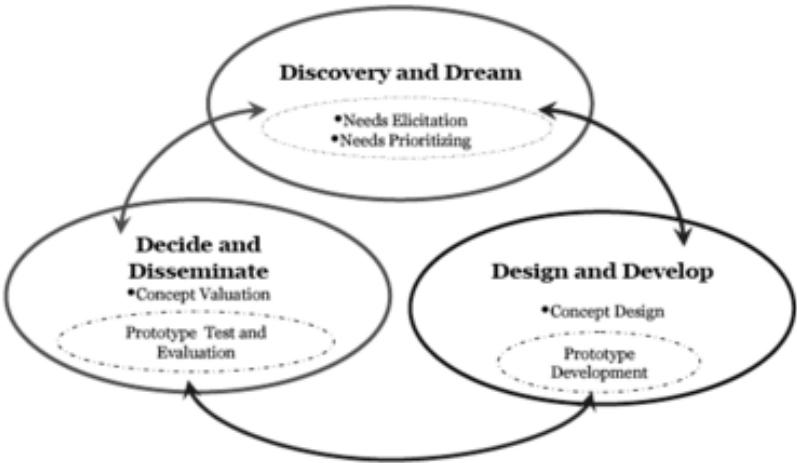 Discovery and Dream
•Needs Elicitation
•Needs Prioritizing
Decide and
Disseminate
•Concept Valuation
Prototype Test and
Evaluation
Design and Develop
•Concept Design
Prototype
Development